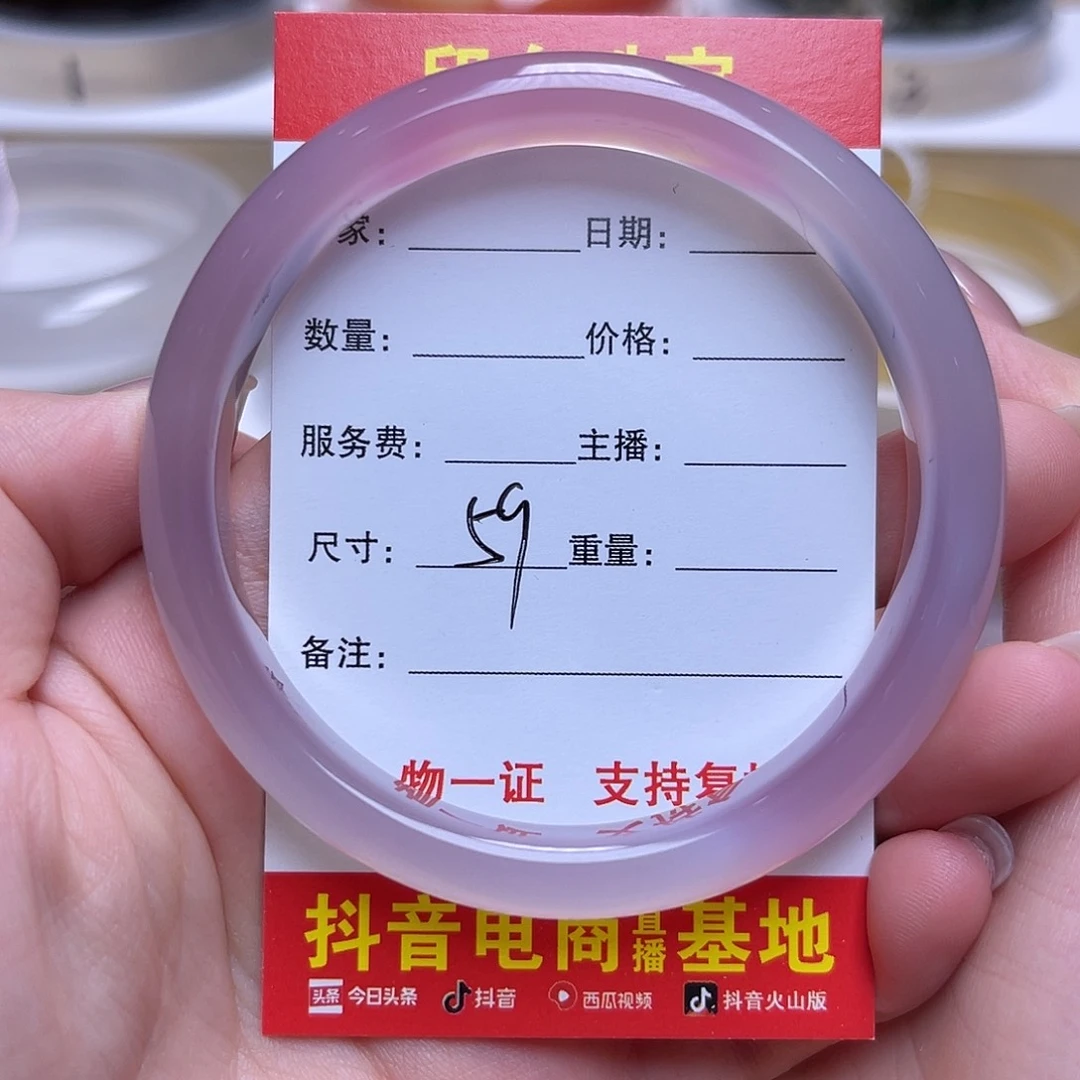 家：日期：
数量：价格：
服务费：主播：
尺寸：59 重量：
备注：
物一证 支持复
抖音电商直播基地
头条 今日头条 抖音 西瓜视频 抖音火山版
1